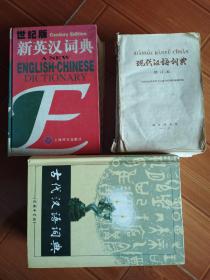 世纪版
Century Edition
新英汉词典
A NEW
ENGLISH-CHINESE
DICTIONARY
上海译文出版社
XIANDAI HANYU CIDIAN
现代汉语词典
修订本
古代汉语词典